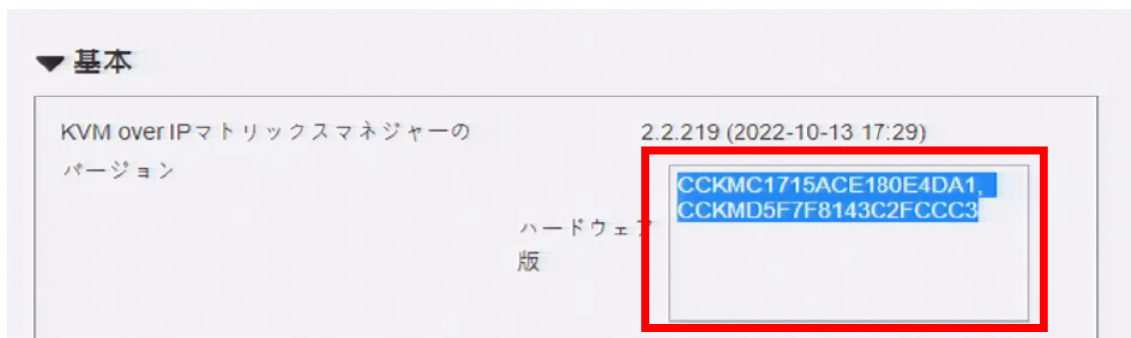 ▼基本
KVM over IPマトリックスマネジャーの
バージョン
2.2.219 (2022-10-13 17:29)
ハードウェア
版
CCKMC1715ACE180E4DA1,
CCKMD5F7F8143C2FCCC3